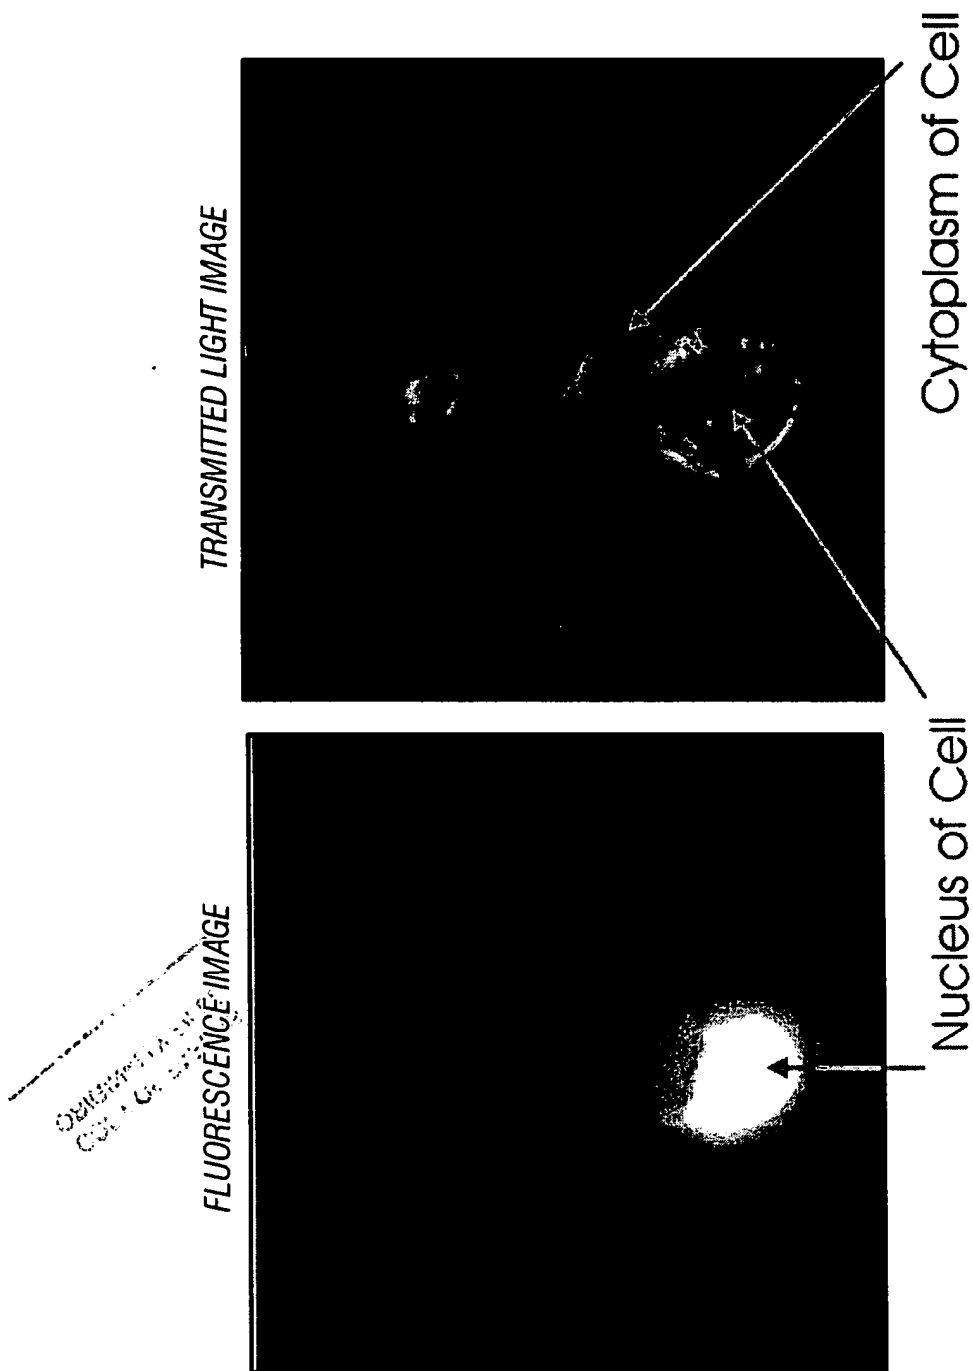 FLUORESCENCE IMAGE
TRANSMITTED LIGHT IMAGE
Nucleus of Cell
Cytoplasm of Cell